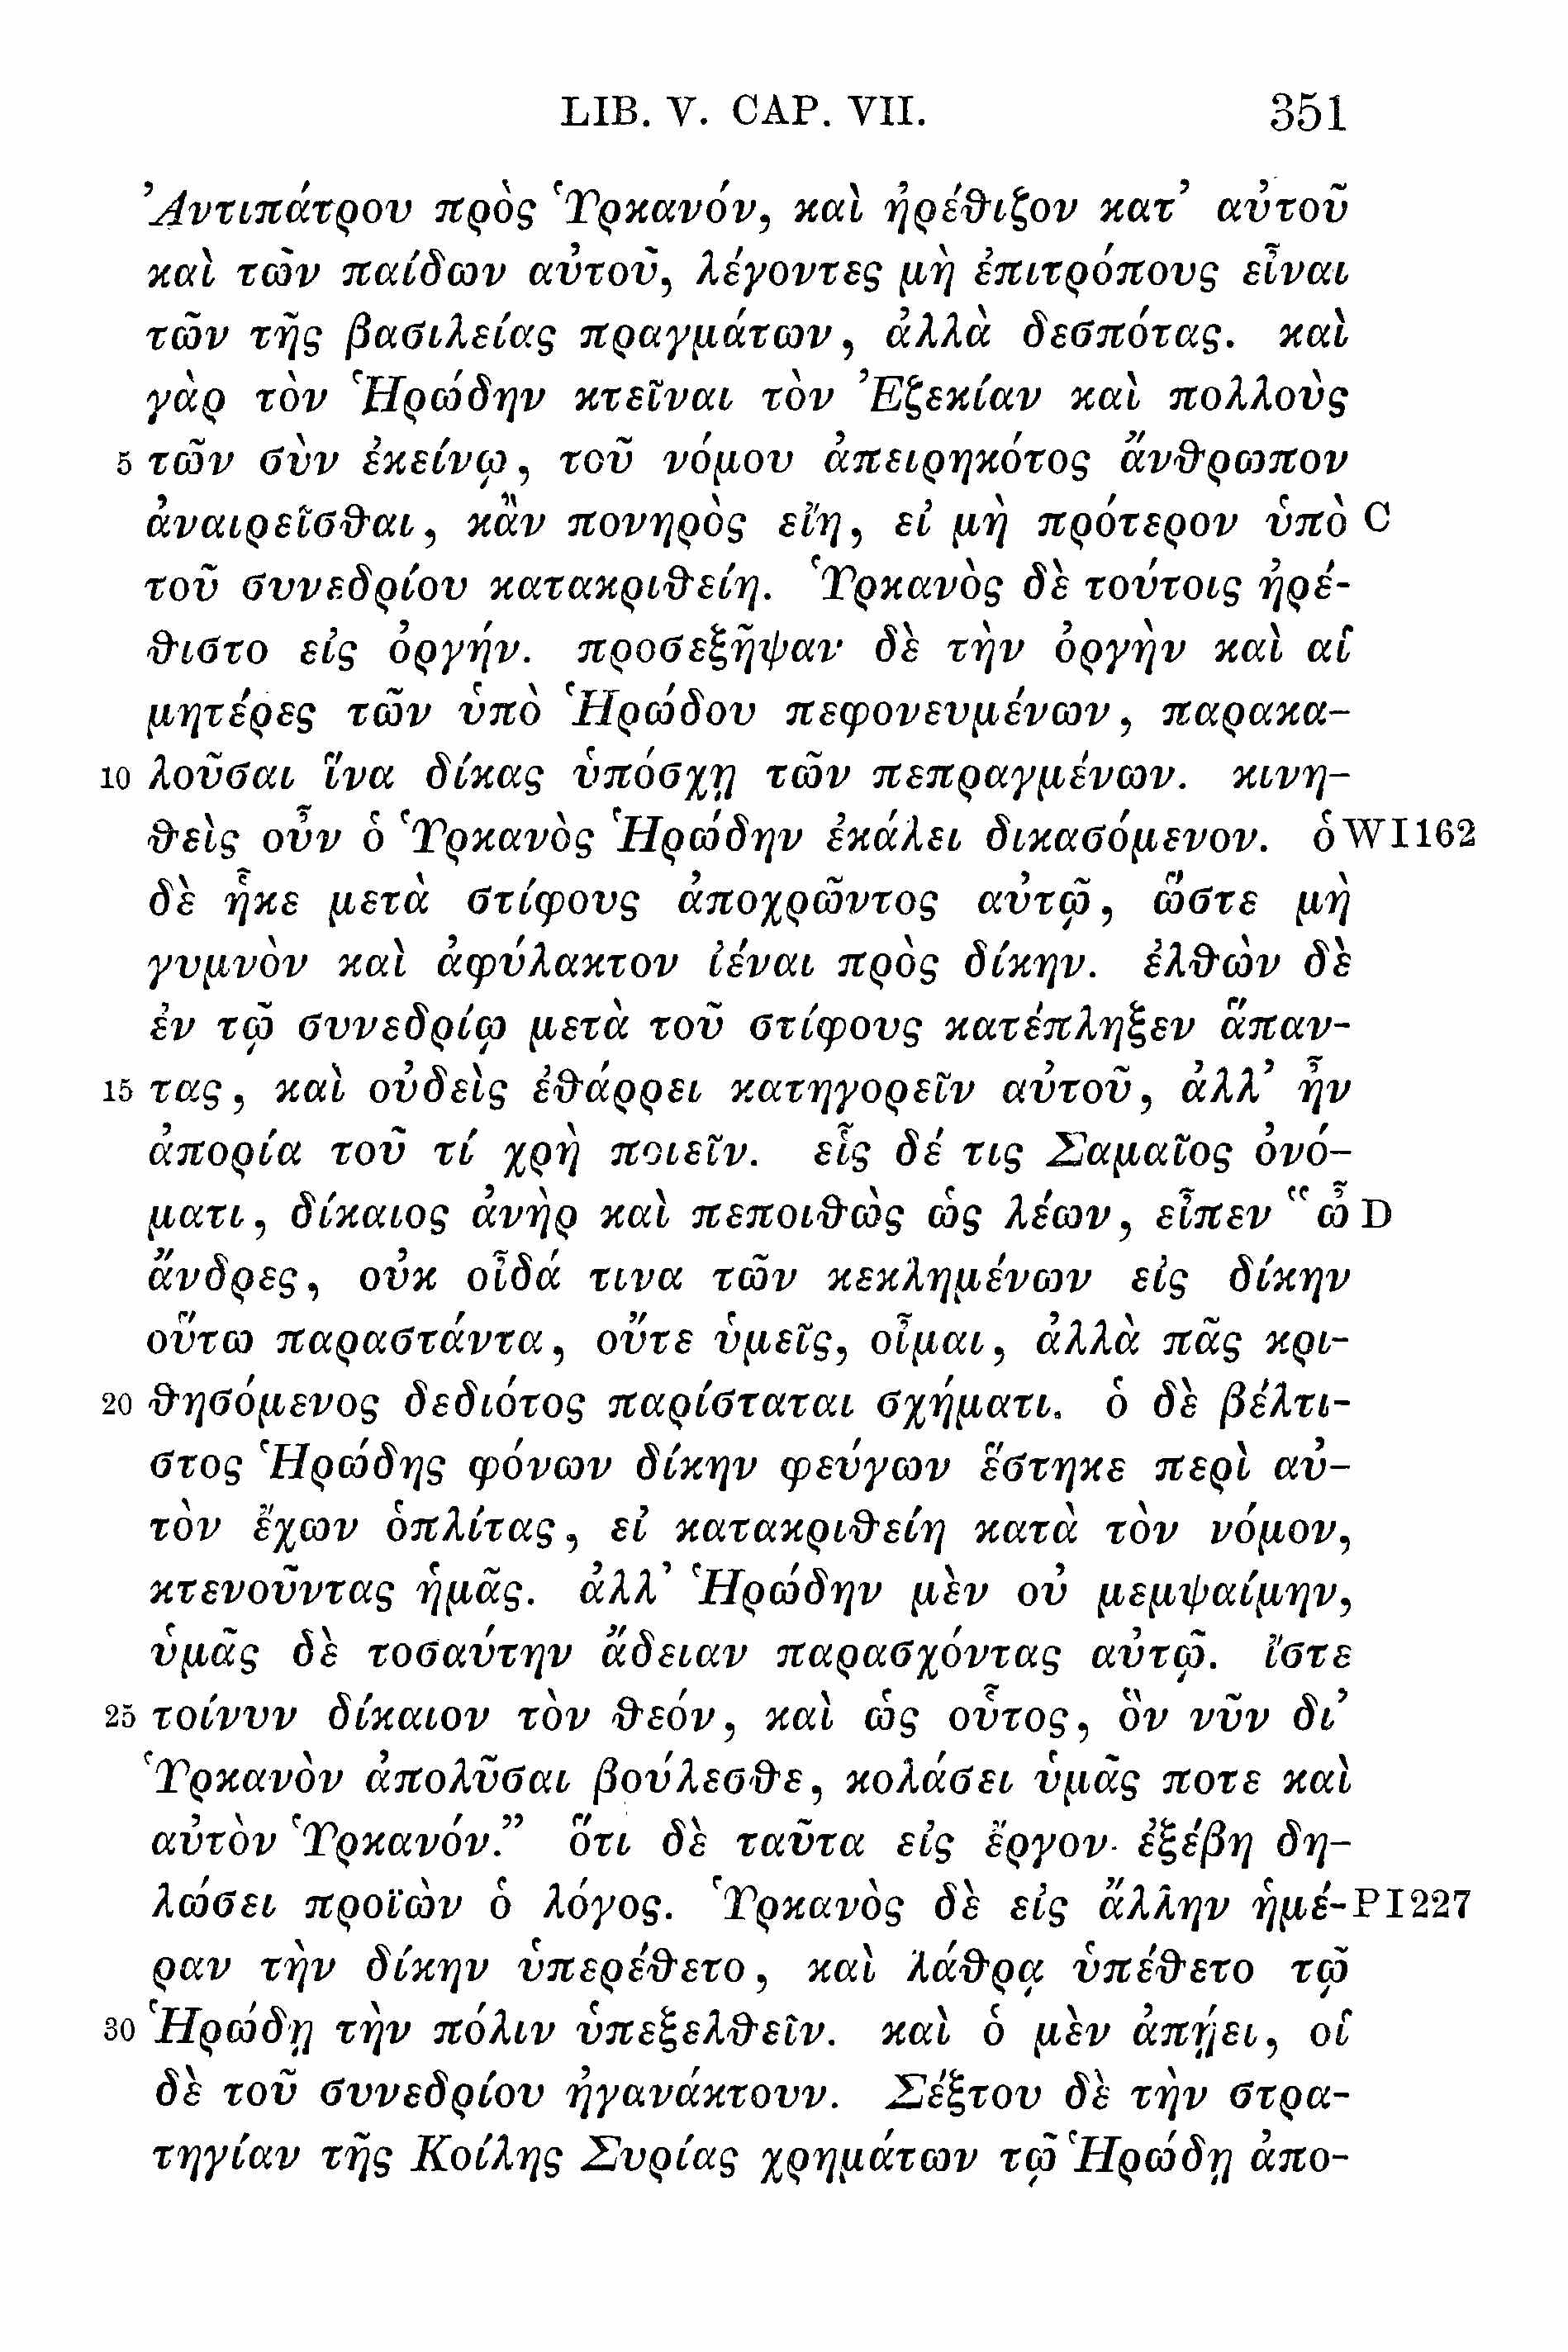 LIB. V. CAP. VII. 351
Ἀντιπάτρου πρὸς Ὑρκανόν, καὶ ἠρέθιζον κατ’ αὐτοῦ
καὶ τῶν παίδων αὐτοῦ, λέγοντες μὴ ἐπιτρόπους εἶναι
τῶν τῆς βασιλείας πραγμάτων, ἀλλὰ δεσπότας. καὶ
γὰρ τὸν Ἡρώδην κτεῖναι τὸν Ἐζεκίαν καὶ πολλοὺς
5 τῶν σὺν ἐκείνῳ, τοῦ νόμου ἀπειρηκότος ἄνθρωπον
ἀναιρεῖσθαι, κἂν πονηρὸς εἴη, εἰ μὴ πρότερον ὑπὸ C
τοῦ συνεδρίου κατακριθείη. Ὑρκανὸς δὲ τούτοις ἠρέ-
θιστο εἰς ὀργήν. προσεξῆψαν δὲ τὴν ὀργὴν καὶ αἱ
μητέρες τῶν ὑπὸ Ἡρώδου πεφονευμένων, παρακα-
10 λοῦσαι ἵνα δίκας ὑπόσχῃ τῶν πεπραγμένων. κινη-
θεὶς οὖν ὁ Ὑρκανὸς Ἡρώδην ἐκάλει δικασόμενον. ὁ WI162
δὲ ἧκε μετὰ στίφους ἀποχρῶντος αὐτῷ, ὥστε μὴ
γυμνὸν καὶ ἀφύλακτον ἰέναι πρὸς δίκην. ἐλθὼν δὲ
ἐν τῷ συνεδρίῳ μετὰ τοῦ στίφους κατέπληξεν ἅπαν-
15 τας, καὶ οὐδεὶς ἐθάρρει κατηγορεῖν αὐτοῦ, ἀλλ’ ἦν
ἀπορία τοῦ τί χρὴ ποιεῖν. εἷς δέ τις Σαμαῖος ὀνό-
ματι, δίκαιος ἀνὴρ καὶ πεποιθὼς ὡς λέων, εἶπεν “ὦ D
ἄνδρες, οὐκ οἶδά τινα τῶν κεκλημένων εἰς δίκην
οὕτω παραστάντα, οὔτε ὑμεῖς, οἶμαι, ἀλλὰ πᾶς κρι-
20 θησόμενος δεδιότος παρίσταται σχήματι. ὁ δὲ βέλτι-
στος Ἡρώδης φόνων δίκην φεύγων ἕστηκε περὶ αὑ-
τὸν ἔχων ὁπλίτας, εἰ κατακριθείη κατὰ τὸν νόμον,
κτενοῦντας ἡμᾶς. ἀλλ’ Ἡρώδην μὲν οὐ μεμψαίμην,
ὑμᾶς δὲ τοσαύτην ἄδειαν παρασχόντας αὐτῷ. ἴστε
25 τοίνυν δίκαιον τὸν θεόν, καὶ ὡς οὗτος, ὃν νῦν δι’
Ὑρκανὸν ἀπολῦσαι βούλεσθε, κολάσει ὑμᾶς ποτε καὶ
αὐτὸν Ὑρκανόν.” ὅτι δὲ ταῦτα εἰς ἔργον ἐξέβη δη-
λώσει προϊὼν ὁ λόγος. Ὑρκανὸς δὲ εἰς ἄλλην ἡμέ- PI227
ραν τὴν δίκην ὑπερέθετο, καὶ λάθρᾳ ὑπέθετο τῷ
30 Ἡρώδῃ τὴν πόλιν ὑπεξελθεῖν. καὶ ὁ μὲν ἀπῄει, οἱ
δὲ τοῦ συνεδρίου ἠγανάκτουν. Σέξτου δὲ τὴν στρα-
τηγίαν τῆς Κοίλης Συρίας χρημάτων τῷ Ἡρώδῃ ἀπο-